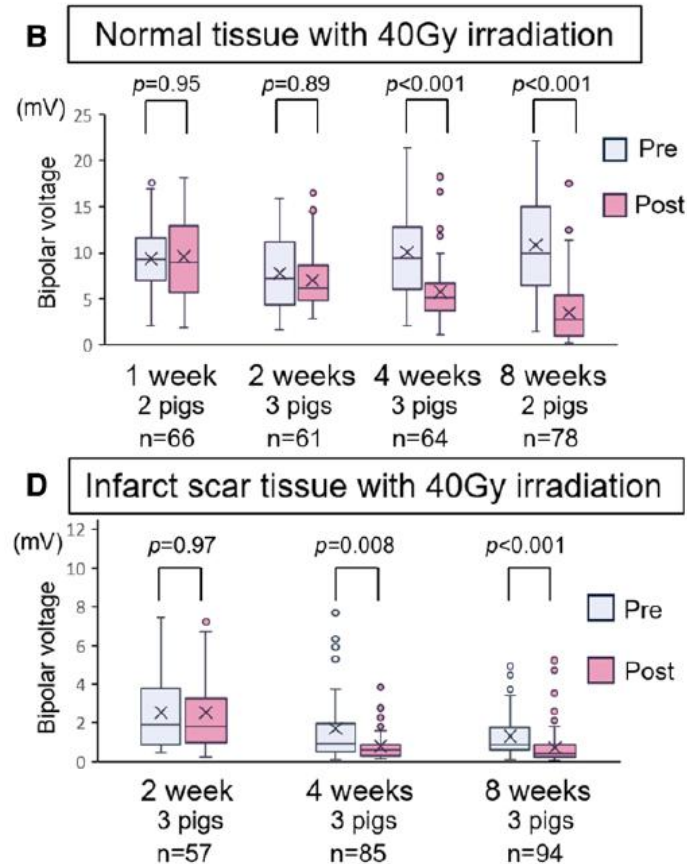 B Normal tissue with 40Gy irradiation
p=0.95 p=0.89 p<0.001 p<0.001
(mV)
25
20
15
10
5
0
Bipolar voltage
Pre
Post
1 week 2 weeks 4 weeks 8 weeks
2 pigs 3 pigs 3 pigs 2 pigs
n=66 n=61 n=64 n=78
D Infarct scar tissue with 40Gy irradiation
(mV)
p=0.97 p=0.008 p<0.001
12
10
8
6
4
2
0
Bipolar voltage
Pre
Post
2 week 4 weeks 8 weeks
3 pigs 3 pigs 3 pigs
n=57 n=85 n=94